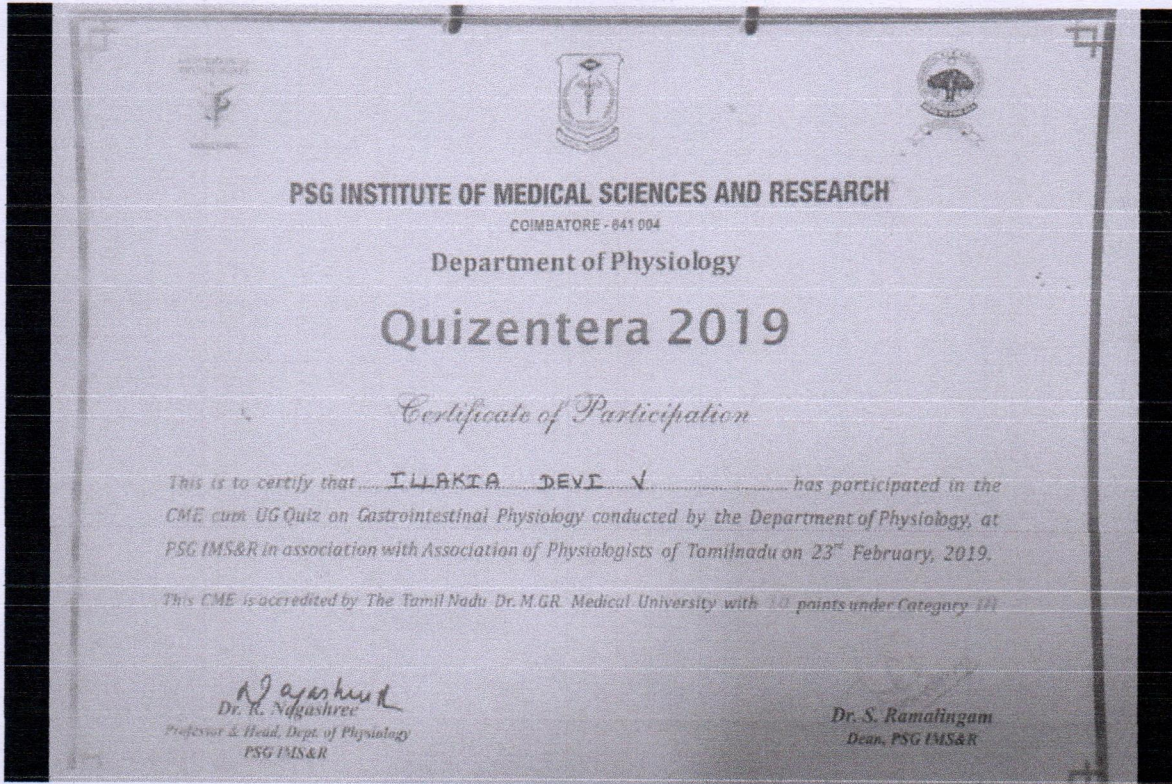 PSG INSTITUTE OF MEDICAL SCIENCES AND RESEARCH
COIMBATORE - 641 004
Department of Physiology
Quizentera 2019
Certificate of Participation
This is to certify that ILLAKIA DEVI V has participated in the
CME cum UG Quiz on Gastrointestinal Physiology conducted by the Department of Physiology, at
PSG IMS&R in association with Association of Physiologists of Tamilnadu on 23rd February, 2019.
This CME is accredited by The Tamil Nadu Dr. M.GR. Medical University with 10 points under Category
Dr. R. Nagashree
Professor & Head, Dept. of Physiology
PSG IMS&R
Dr. S. Ramalingam
Dean, PSG IMS&R